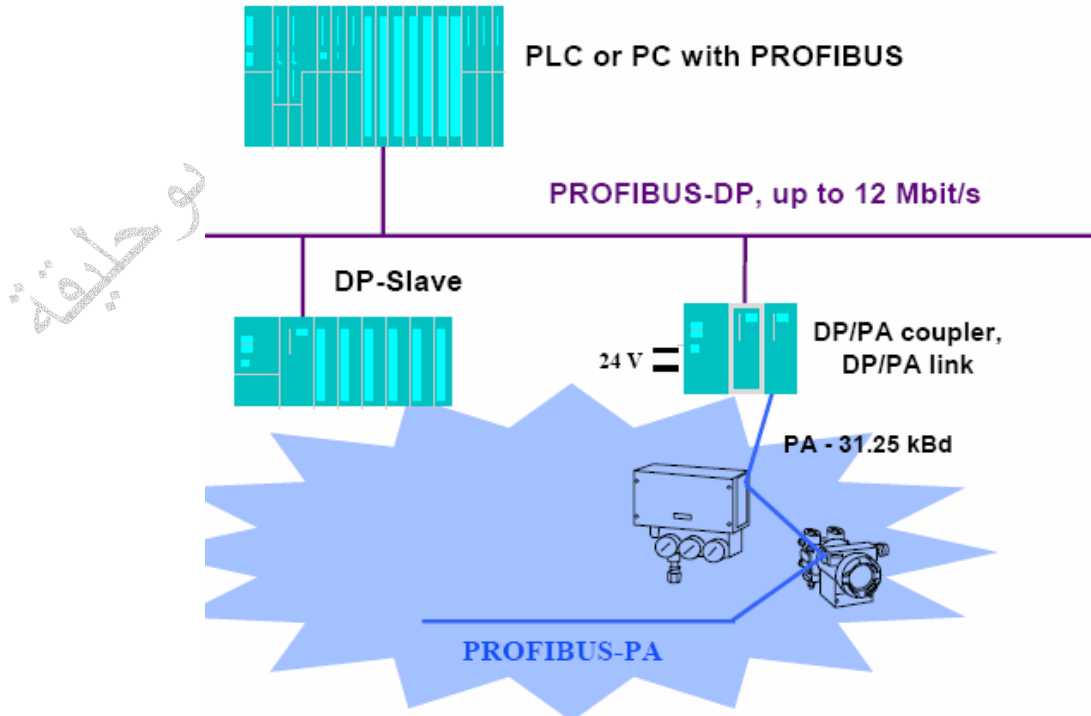 PLC or PC with PROFIBUS
بوحليقة
PROFIBUS-DP, up to 12 Mbit/s
DP-Slave
DP/PA coupler,
DP/PA link
24 V
PA - 31.25 kBd
PROFIBUS-PA